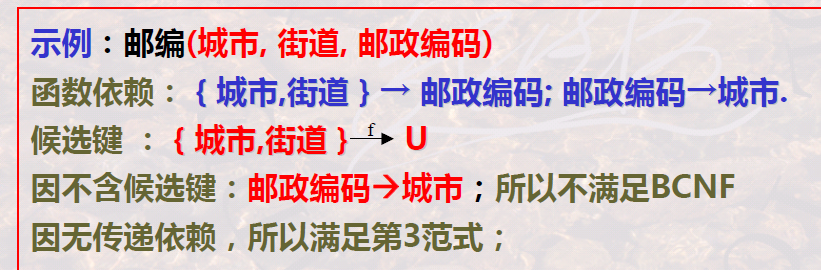 示例：邮编(城市, 街道, 邮政编码)
函数依赖：{ 城市,街道 } → 邮政编码; 邮政编码→城市.
候选键 ：{ 城市,街道 } f→ U
因不含候选键：邮政编码→城市；所以不满足BCNF
因无传递依赖，所以满足第3范式；